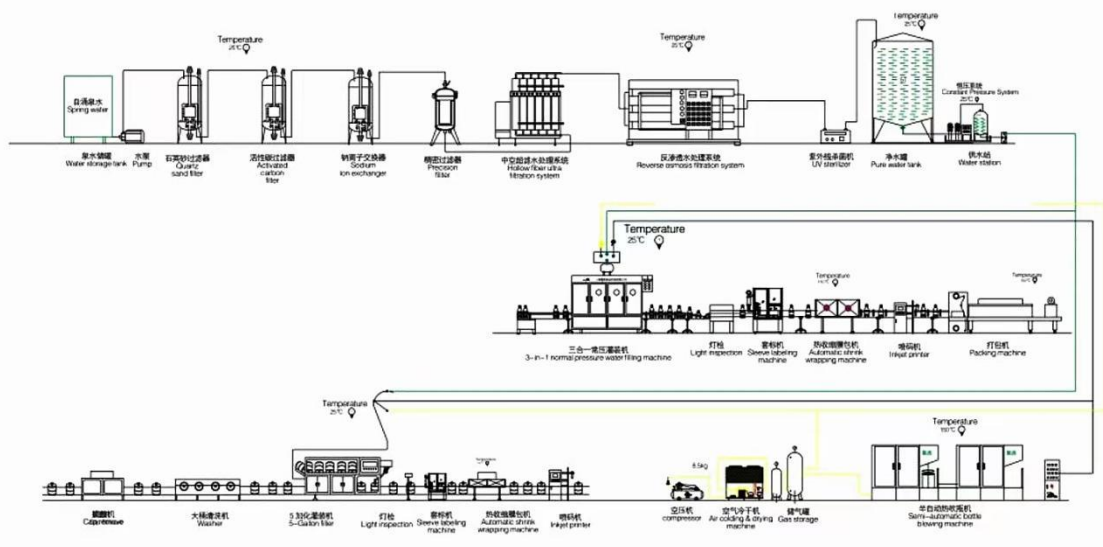 Temperature
25℃
Temperature
25℃
Temperature
25℃
自涌泉水
Spring water
恒压系统
Constant Pressure System
25℃
泉水储罐
Water storage tank
水泵
Pump
石英砂过滤器
Quartz
sand filter
活性碳过滤器
Activated
carbon
filter
钠离子交换器
Sodium
ion exchanger
精密过滤器
Precision
filter
中空超滤水处理系统
Hollow fiber ultra
filtration system
反渗透水处理系统
Reverse osmosis filtration system
紫外线杀菌机
UV sterilizer
净水罐
Pure water tank
供水站
Water station
Temperature
25℃
Temperature
Temperature
三合一常压灌装机
3-in-1 normal pressure water filling machine
灯检
Light inspection
套标机
Sleeve labeling
machine
热收缩膜包机
Automatic shrink
wrapping machine
喷码机
Inkjet printer
打包机
Packing machine
Temperature
25℃
Temperature
Temperature
150℃
8.5kg
大桶清洗机
Washer
5加仑灌装机
5-Gallon filler
灯检
Light inspection
套标机
Sleeve labeling
machine
热收缩膜包机
Automatic shrink
wrapping machine
喷码机
Inkjet printer
空压机
compressor
空气冷干机
Air colding & drying
machine
储气罐
Gas storage
半自动热收瓶机
Semi-automatic bottle
blowing machine